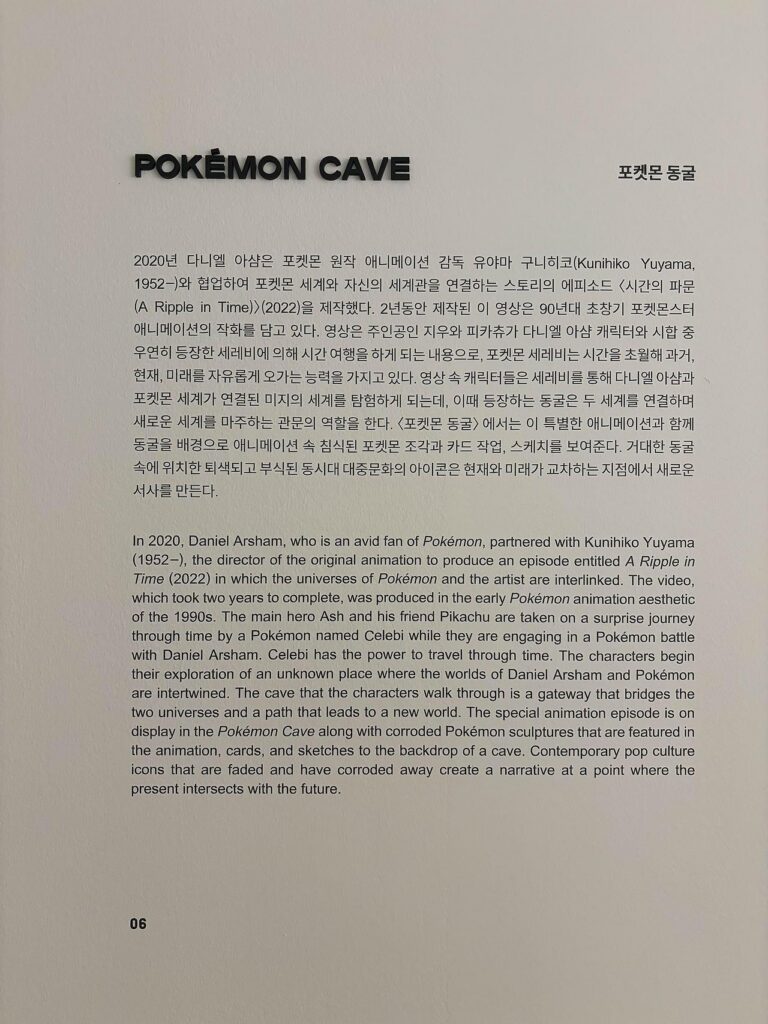 POKÉMON CAVE
포켓몬 동굴
2020년 다니엘 아샴은 포켓몬 원작 애니메이션 감독 유야마 구니히코(Kunihiko Yuyama,
1952–)와 협업하여 포켓몬 세계와 자신의 세계관을 연결하는 스토리의 에피소드 〈시간의 파문
(A Ripple in Time)〉(2022)을 제작했다. 2년동안 제작된 이 영상은 90년대 초창기 포켓몬스터
애니메이션의 작화를 담고 있다. 영상은 주인공인 지우와 피카츄가 다니엘 아샴 캐릭터와 시합 중
우연히 등장한 세레비에 의해 시간 여행을 하게 되는 내용으로, 포켓몬 세레비는 시간을 초월해 과거,
현재, 미래를 자유롭게 오가는 능력을 가지고 있다. 영상 속 캐릭터들은 세레비를 통해 다니엘 아샴과
포켓몬 세계가 연결된 미지의 세계를 탐험하게 되는데, 이때 등장하는 동굴은 두 세계를 연결하며
새로운 세계를 마주하는 관문의 역할을 한다. 〈포켓몬 동굴〉에서는 이 특별한 애니메이션과 함께
동굴을 배경으로 애니메이션 속 침식된 포켓몬 조각과 카드 작업, 스케치를 보여준다. 거대한 동굴
속에 위치한 퇴색되고 부식된 동시대 대중문화의 아이콘은 현재와 미래가 교차하는 지점에서 새로운
서사를 만든다.
In 2020, Daniel Arsham, who is an avid fan of Pokémon, partnered with Kunihiko Yuyama
(1952–), the director of the original animation to produce an episode entitled A Ripple in
Time (2022) in which the universes of Pokémon and the artist are interlinked. The video,
which took two years to complete, was produced in the early Pokémon animation aesthetic
of the 1990s. The main hero Ash and his friend Pikachu are taken on a surprise journey
through time by a Pokémon named Celebi while they are engaging in a Pokémon battle
with Daniel Arsham. Celebi has the power to travel through time. The characters begin
their exploration of an unknown place where the worlds of Daniel Arsham and Pokémon
are intertwined. The cave that the characters walk through is a gateway that bridges the
two universes and a path that leads to a new world. The special animation episode is on
display in the Pokémon Cave along with corroded Pokémon sculptures that are featured in
the animation, cards, and sketches to the backdrop of a cave. Contemporary pop culture
icons that are faded and have corroded away create a narrative at a point where the
present intersects with the future.
06